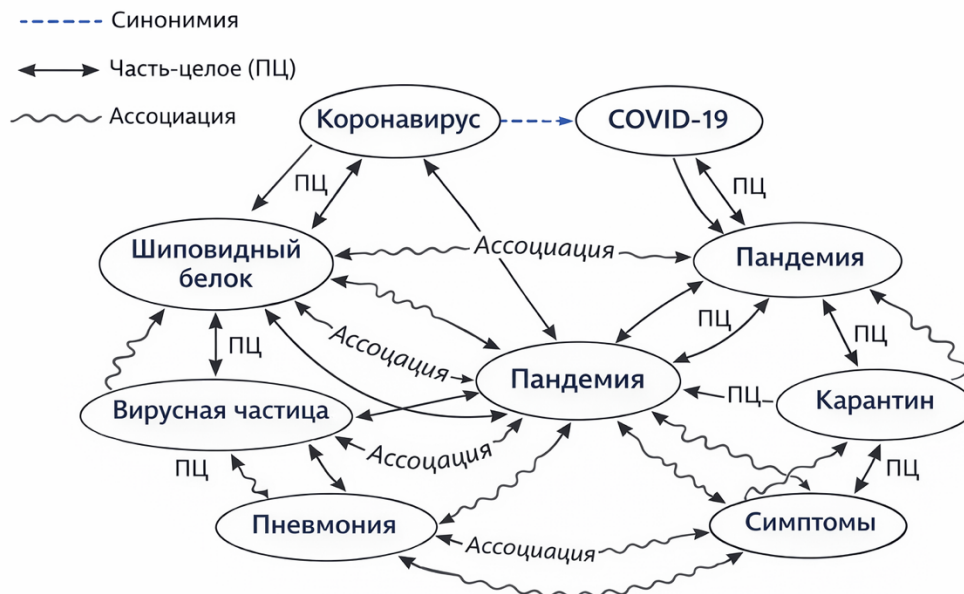 Синонимия
Часть-целое (ПЦ)
Ассоциация
Коронавирус
COVID-19
ПЦ
ПЦ
Шиповидный
белок
Ассоциация
Пандемия
ПЦ
ПЦ
ПЦ
Ассоцация
Пандемия
ПЦ
Карантин
Вирусная частица
Ассоцация
ПЦ
ПЦ
Пневмония
Симптомы
Ассоциация